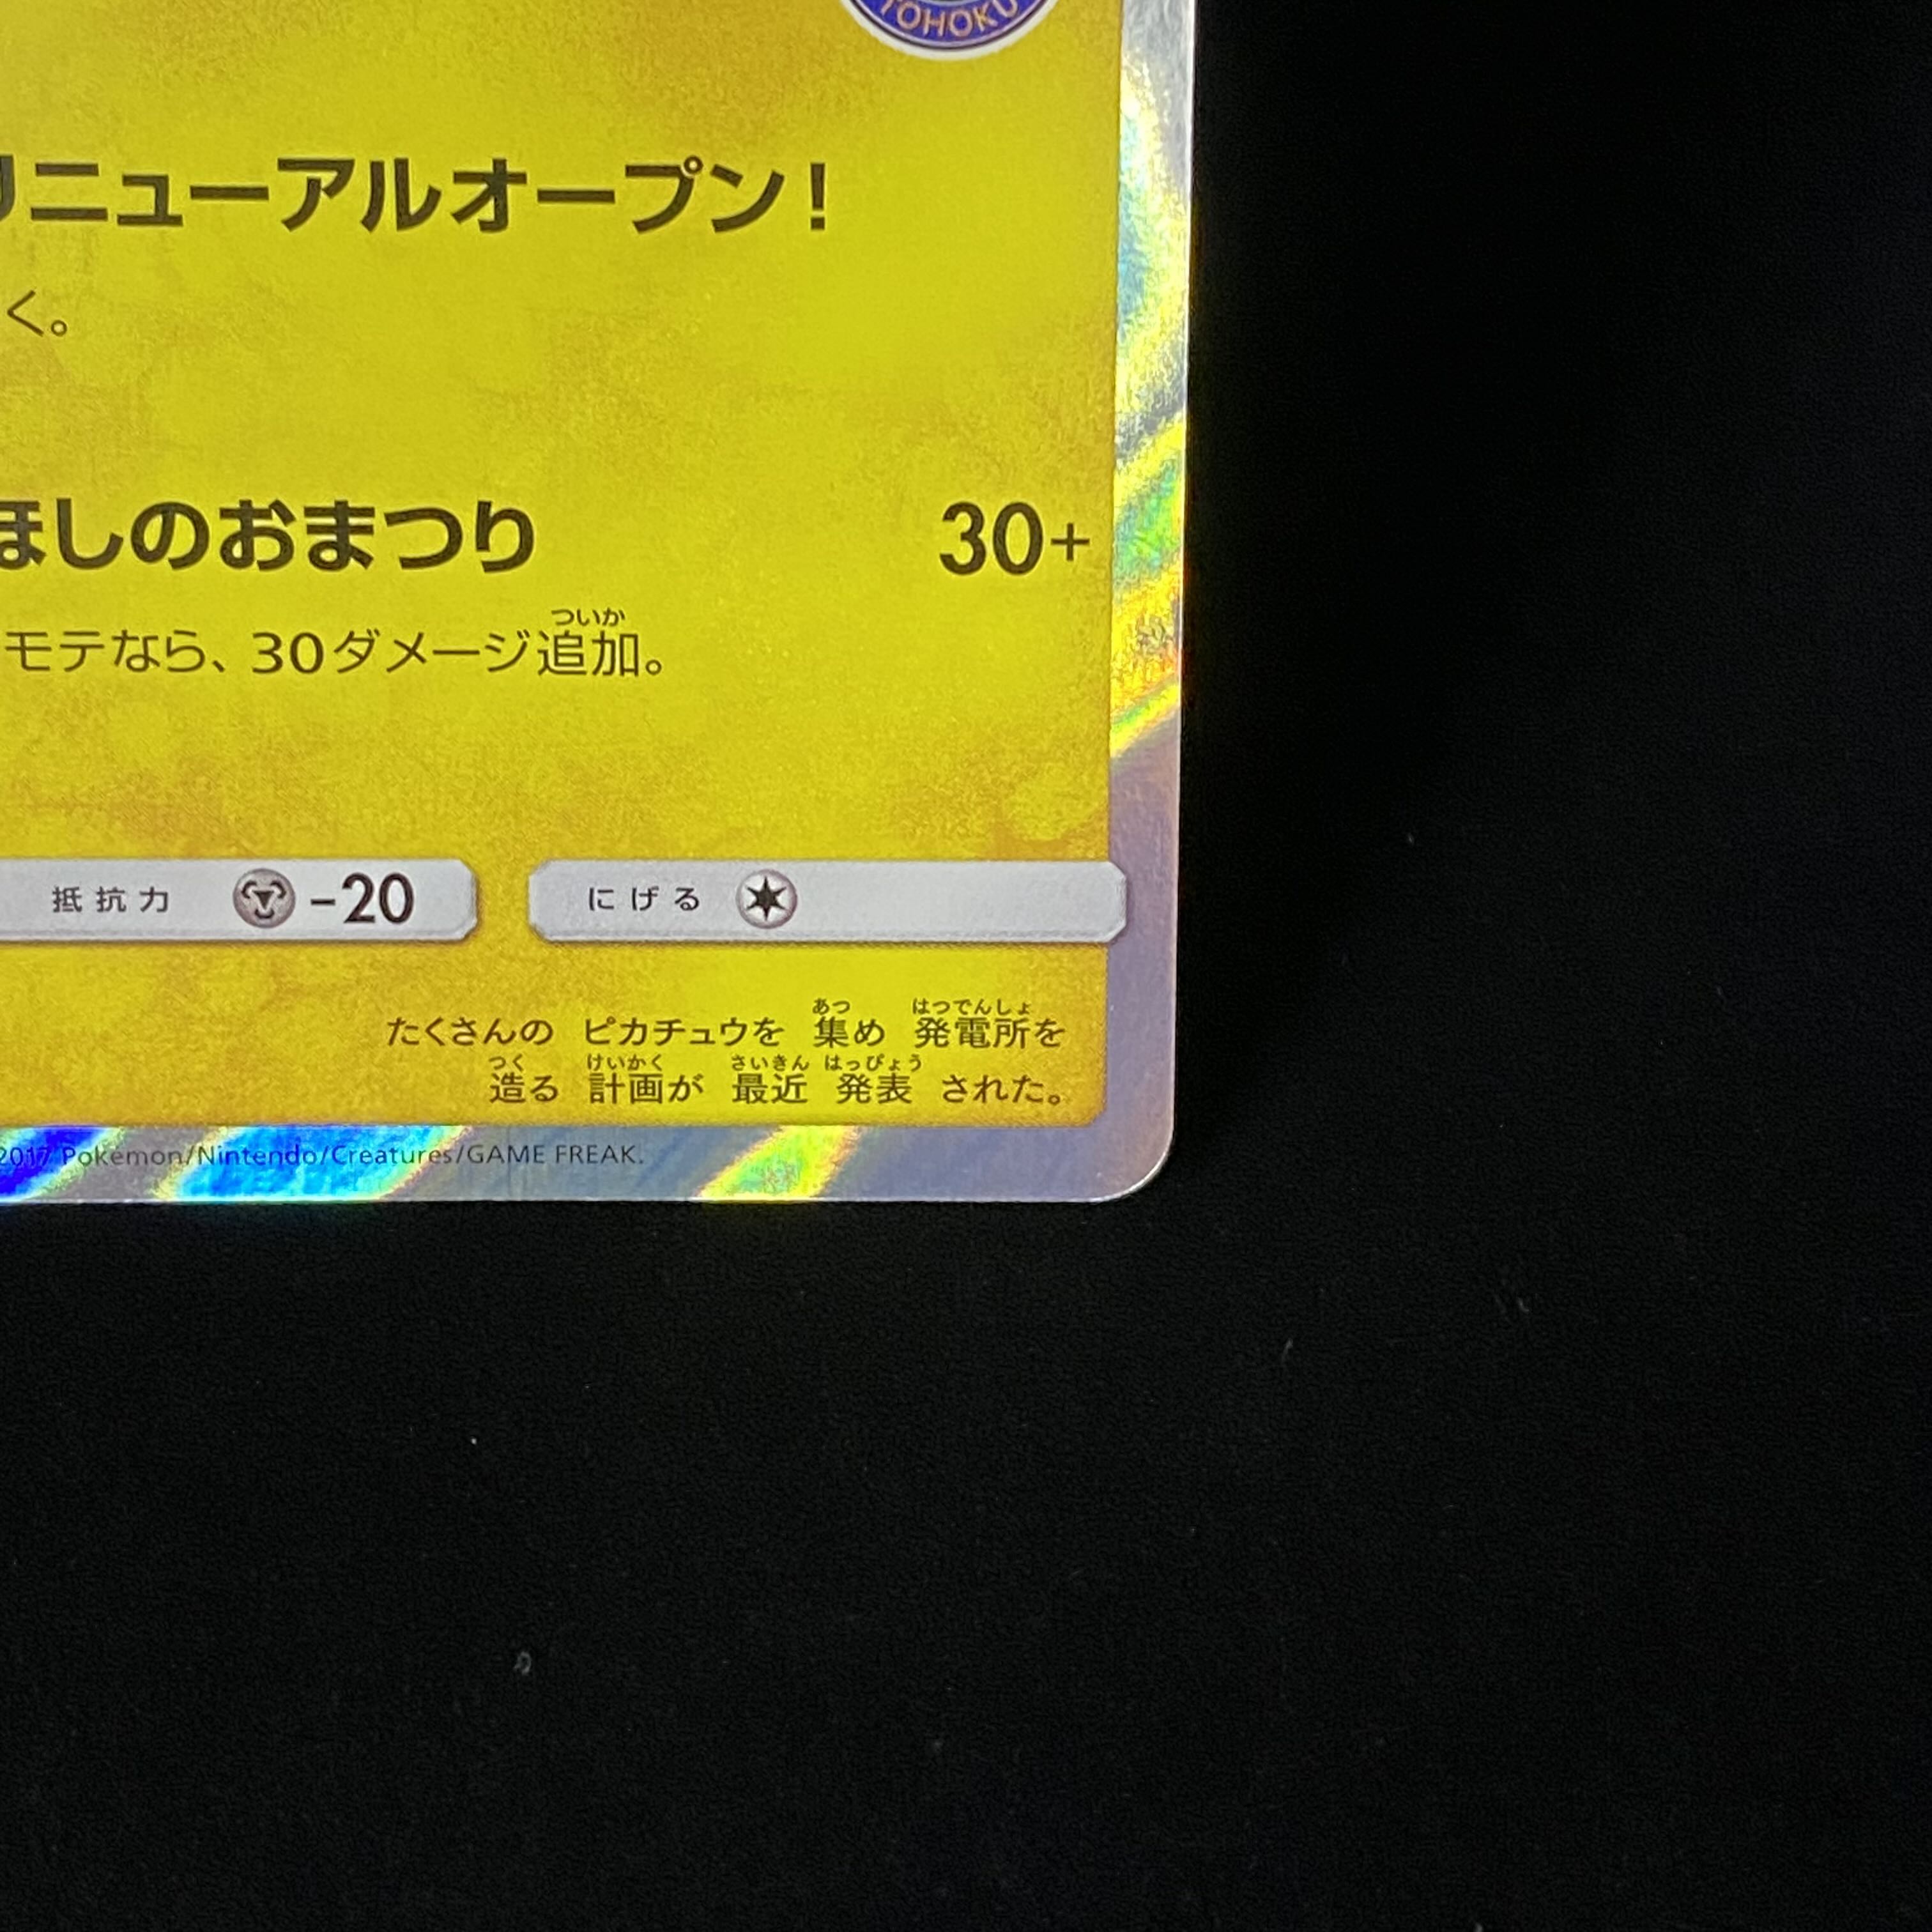 TOHOKU
リニューアルオープン!
く。
ほしのおまつり 30+
ついか
モテなら、30ダメージ追加。
抵抗力 -20 にげる
あつ はつでんしょ
たくさんの ピカチュウを 集め 発電所を
つく けいかく さいきん はっぴょう
造る 計画が 最近 発表 された。
2017 Pokémon/Nintendo/Creatures/GAME FREAK.